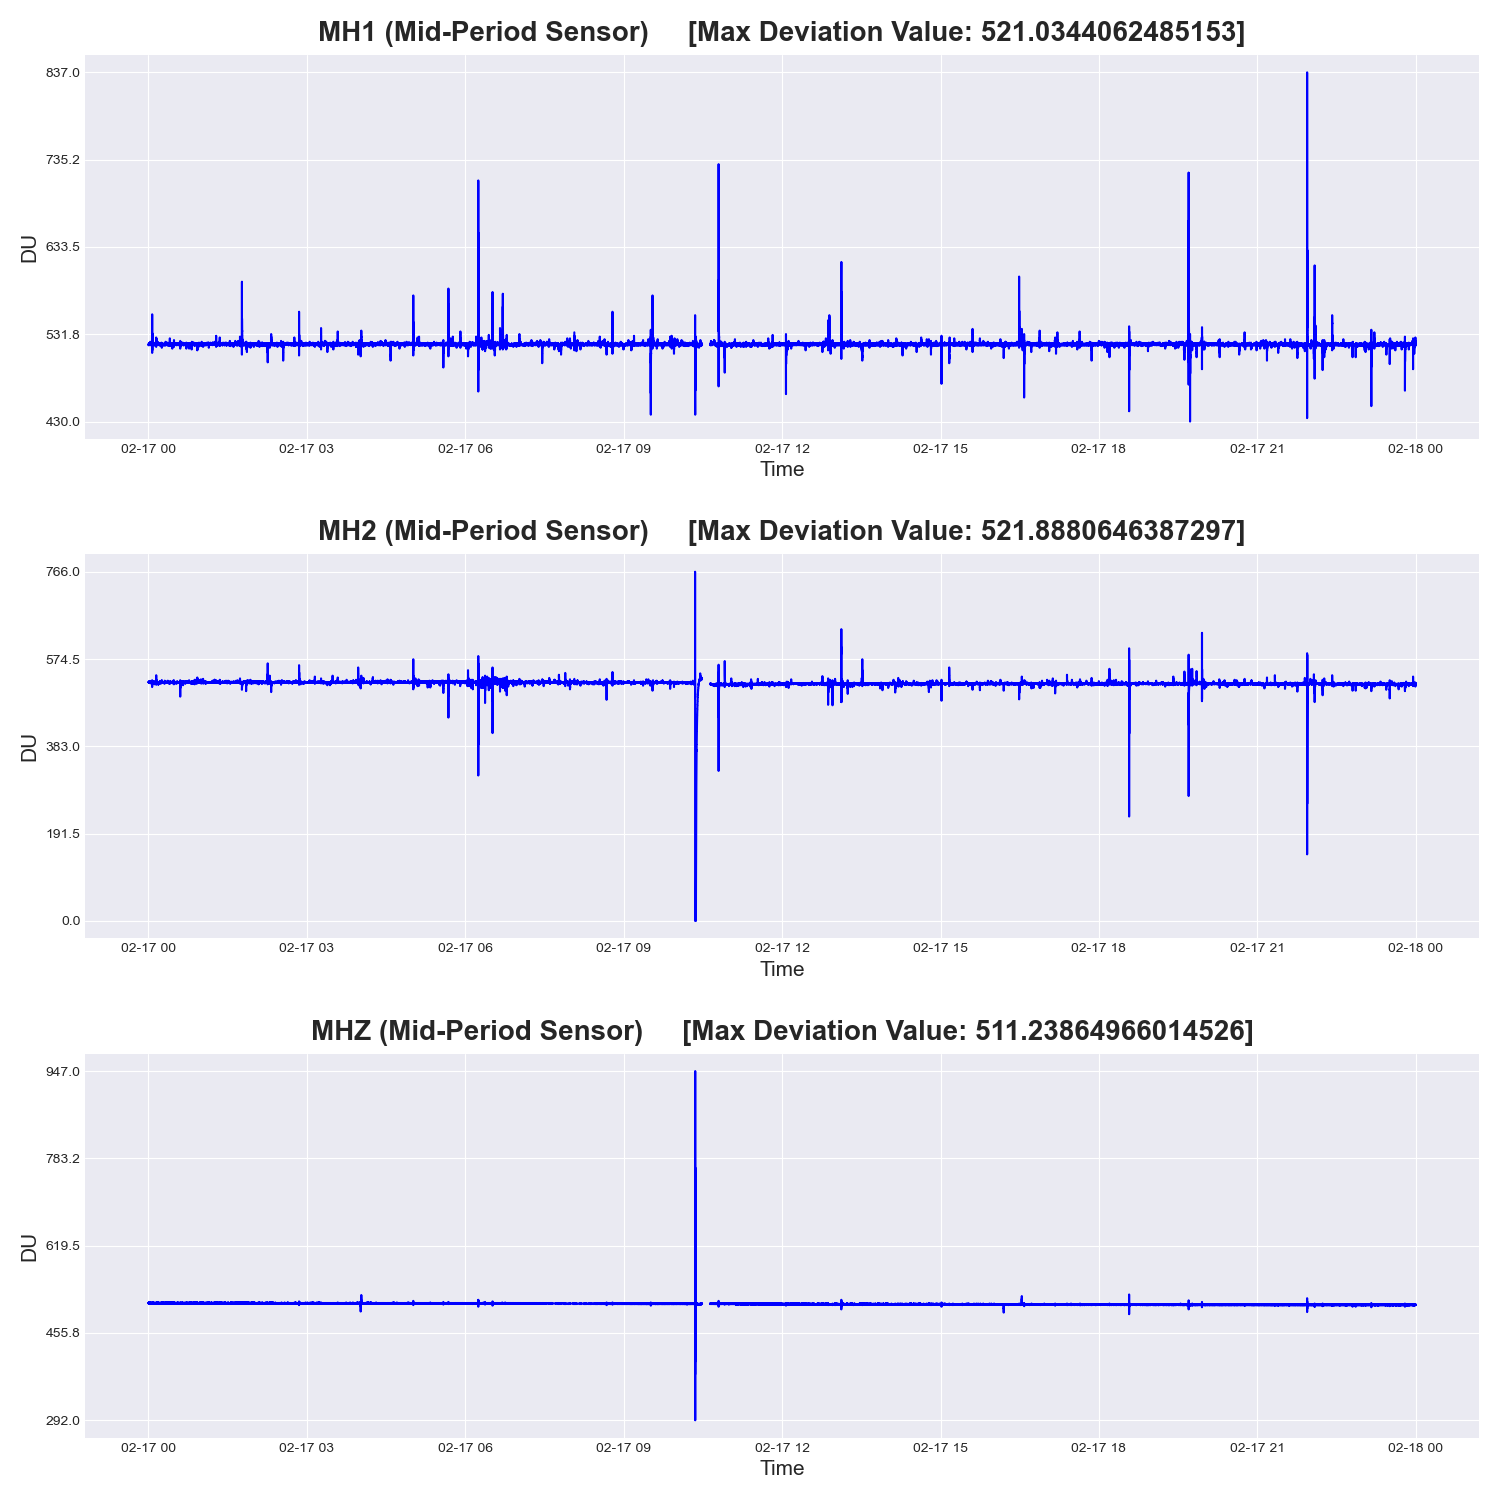 MH1 (Mid-Period Sensor) [Max Deviation Value: 521.0344062485153]
837.0
735.2
633.5
531.8
430.0
DU
02-17 00 02-17 03 02-17 06 02-17 09 02-17 12 02-17 15 02-17 18 02-17 21 02-18 00
Time
MH2 (Mid-Period Sensor) [Max Deviation Value: 521.8880646387297]
766.0
574.5
383.0
191.5
0.0
DU
02-17 00 02-17 03 02-17 06 02-17 09 02-17 12 02-17 15 02-17 18 02-17 21 02-18 00
Time
MHZ (Mid-Period Sensor) [Max Deviation Value: 511.23864966014526]
947.0
783.2
619.5
455.8
292.0
DU
02-17 00 02-17 03 02-17 06 02-17 09 02-17 12 02-17 15 02-17 18 02-17 21 02-18 00
Time